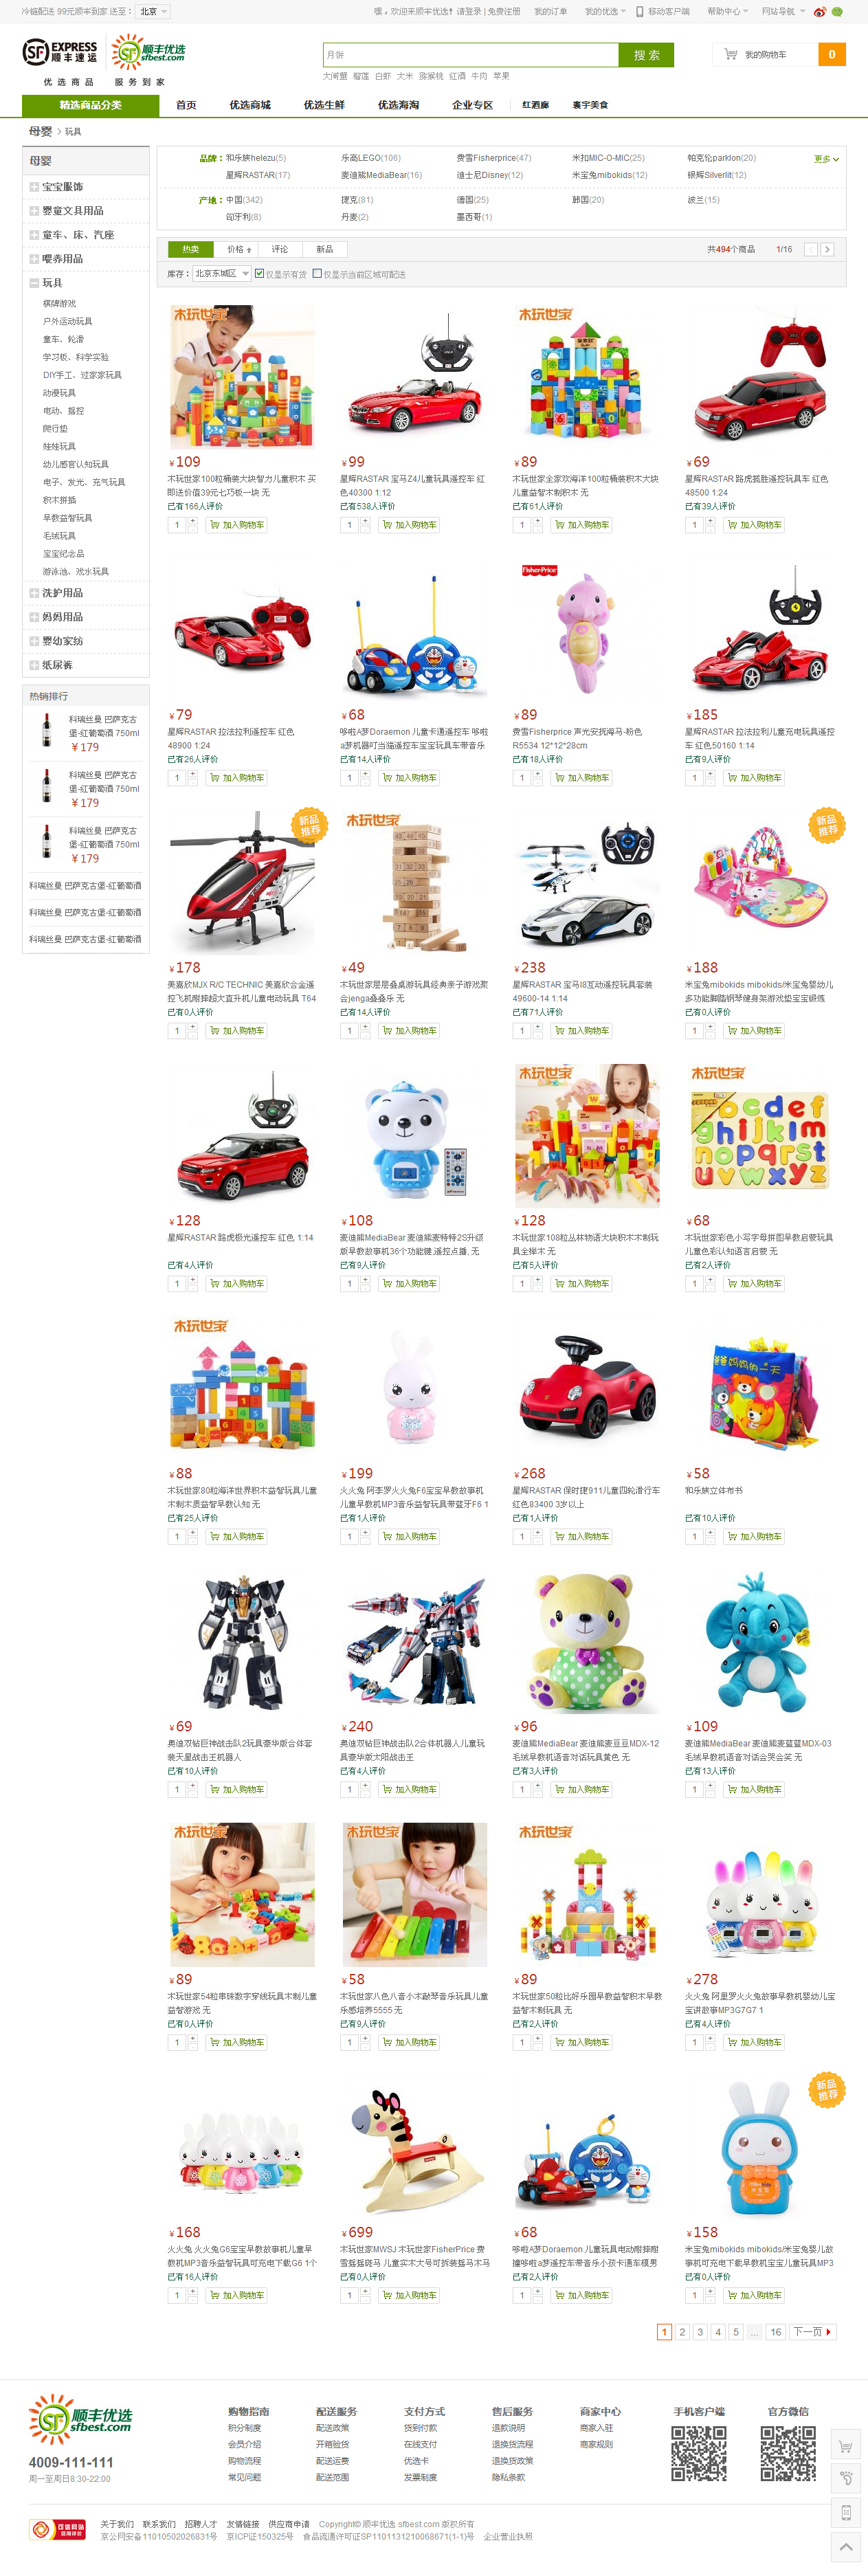 冷链配送 99元顺丰到家 送至： 北京
嘿，欢迎来顺丰优选！请登录 | 免费注册 我的订单 我的优选 移动客户端 帮助中心 网站导航
SF EXPRESS 顺丰速运
顺丰优选 sfbest.com
优选商品 服务到家
月饼 搜 索
大闸蟹 榴莲 白虾 大米 猕猴桃 红酒 牛肉 苹果
我的购物车 0
精选商品分类 首页 优选商城 优选生鲜 优选海淘 企业专区 红酒廊 寰宇美食
母婴 > 玩具
母婴
宝宝服饰
婴童文具用品
童车、床、汽座
喂养用品
玩具
棋牌游戏
户外运动玩具
童车、轮滑
学习板、科学实验
DIY手工、过家家玩具
动漫玩具
电动、摇控
爬行垫
娃娃玩具
幼儿感官认知玩具
电子、发光、充气玩具
积木拼插
早教益智玩具
毛绒玩具
宝宝纪念品
游泳池、戏水玩具
洗护用品
妈妈用品
婴幼家纺
纸尿裤
热销排行
科瑞丝曼 巴萨克古
堡-红葡萄酒 750ml
￥179
科瑞丝曼 巴萨克古
堡-红葡萄酒 750ml
￥179
科瑞丝曼 巴萨克古
堡-红葡萄酒 750ml
￥179
科瑞丝曼 巴萨克古堡-红葡萄酒
科瑞丝曼 巴萨克古堡-红葡萄酒
科瑞丝曼 巴萨克古堡-红葡萄酒
品牌： 和乐族helezu(5) 乐高LEGO(106) 费雪Fisherprice(47) 米扣MIC-O-MIC(25) 帕克伦parklon(20) 更多
星辉RASTAR(17) 麦迪熊MediaBear(16) 迪士尼Disney(12) 米宝兔mibokids(12) 银辉Silverlit(12)
产地： 中国(342) 捷克(81) 德国(25) 韩国(20) 波兰(15)
匈牙利(8) 丹麦(2) 墨西哥(1)
热卖 价格 评论 新品 共494个商品 1/16
库存： 北京东城区 仅显示有货 仅显示当前区域可配送
木玩世家 木玩世家
￥109 ￥99 ￥89 ￥69
木玩世家100粒桶装大块智力儿童积木 买
即送价值39元七巧板一块 无
已有166人评价
星辉RASTAR 宝马Z4儿童玩具遥控车 红
色40300 1:12
已有538人评价
木玩世家全家欢海洋100粒桶装积木大块
儿童益智木制积木 无
已有61人评价
星辉RASTAR 路虎揽胜遥控玩具车 红色
48500 1:24
已有39人评价
1 加入购物车 1 加入购物车 1 加入购物车 1 加入购物车
Fisher-Price
￥79 ￥68 ￥89 ￥185
星辉RASTAR 拉法拉利遥控车 红色
48900 1:24
已有26人评价
哆啦A梦Doraemon 儿童卡通遥控车 哆啦
a梦机器叮当猫遥控车宝宝玩具车带音乐
已有14人评价
费雪Fisherprice 声光安抚海马-粉色
R5534 12*12*28cm
已有18人评价
星辉RASTAR 拉法拉利儿童充电玩具遥控
车 红色50160 1:14
已有9人评价
1 加入购物车 1 加入购物车 1 加入购物车 1 加入购物车
新品推荐 木玩世家 新品推荐
￥178 ￥49 ￥238 ￥188
美嘉欣MJX R/C TECHNIC 美嘉欣合金遥
控飞机耐摔超大直升机儿童电动玩具 T64
已有0人评价
木玩世家层层叠桌游玩具经典亲子游戏聚
会jenga叠叠乐 无
已有14人评价
星辉RASTAR 宝马I8互动遥控玩具套装
49600-14 1:14
已有71人评价
米宝兔mibokids mibokids/米宝兔婴幼儿
多功能脚踏钢琴健身架游戏垫宝宝锻炼
已有0人评价
1 加入购物车 1 加入购物车 1 加入购物车 1 加入购物车
木玩世家 木玩世家
￥128 ￥108 ￥128 ￥68
星辉RASTAR 路虎极光遥控车 红色 1:14
已有4人评价
麦迪熊MediaBear 麦迪熊麦特特2S升级
版早教故事机36个功能键,遥控点播, 无
已有9人评价
木玩世家108粒丛林物语大块积木木制玩
具全榉木 无
已有5人评价
木玩世家彩色小写字母拼图早教启蒙玩具
儿童色彩认知语言启蒙 无
已有2人评价
1 加入购物车 1 加入购物车 1 加入购物车 1 加入购物车
木玩世家 爸爸妈妈的一天
￥88 ￥199 ￥268 ￥58
木玩世家80粒海洋世界积木益智玩具儿童
木制木质益智早教认知 无
已有25人评价
火火兔 阿李罗火火兔F6宝宝早教故事机
儿童早教机MP3音乐益智玩具带蓝牙F6 1
已有1人评价
星辉RASTAR 保时捷911儿童四轮滑行车
红色83400 3岁以上
已有1人评价
和乐族立体布书
已有10人评价
1 加入购物车 1 加入购物车 1 加入购物车 1 加入购物车
￥69 ￥240 ￥96 ￥109
奥迪双钻巨神战击队2玩具豪华版合体套
装天星战击王机器人
已有10人评价
奥迪双钻巨神战击队2合体机器人儿童玩
具豪华版太阳战击王
已有4人评价
麦迪熊MediaBear 麦迪熊麦豆豆MDX-12
毛绒早教机语音对话玩具黄色 无
已有3人评价
麦迪熊MediaBear 麦迪熊麦蓝蓝MDX-03
毛绒早教机语音对话会哭会笑 无
已有13人评价
1 加入购物车 1 加入购物车 1 加入购物车 1 加入购物车
木玩世家 木玩世家 木玩世家
￥89 ￥58 ￥89 ￥278
木玩世家54粒串珠数字穿线玩具木制儿童
益智游戏 无
已有0人评价
木玩世家八色八音小木敲琴音乐玩具儿童
乐感培养5555 无
已有9人评价
木玩世家50粒比好乐园早教益智积木早教
益智木制玩具 无
已有2人评价
火火兔 阿里罗火火兔故事早教机婴幼儿宝
宝讲故事MP3G7G7 1
已有4人评价
1 加入购物车 1 加入购物车 1 加入购物车 1 加入购物车
新品推荐
￥68 ￥699 ￥68 ￥158
火火兔 火火兔G6宝宝早教故事机儿童早
教机MP3音乐益智玩具可充电下载G6 1个
已有16人评价
木玩世家MWSJ 木玩世家FisherPrice 费
雪摇摇斑马 儿童实木大号可拆装摇马木马
已有0人评价
哆啦A梦Doraemon 儿童玩具电动耐摔耐
撞哆啦a梦遥控车带音乐小孩卡通车模男
已有2人评价
米宝兔mibokids mibokids/米宝兔婴儿故
事机可充电下载早教机宝宝儿童玩具MP3
已有0人评价
1 加入购物车 1 加入购物车 1 加入购物车 1 加入购物车
1 2 3 4 5 ... 16 下一页
顺丰优选 sfbest.com
4009-111-111
周一至周日8:30-22:00
购物指南 配送服务 支付方式 售后服务 商家中心 手机客户端 官方微信
积分制度 配送政策 货到付款 退款说明 商家入驻
会员介绍 开箱验货 在线支付 退换货流程 商家规则
购物流程 配送运费 优选卡 退换货政策
常见问题 配送范围 发票制度 隐私条款
关于我们 联系我们 招聘人才 友情链接 供应商申请 Copyright© 顺丰优选 sfbest.com 版权所有
京公网安备11010502026831号 京ICP证150325号 食品流通许可证SP1101131210068671(1-1)号 企业营业执照